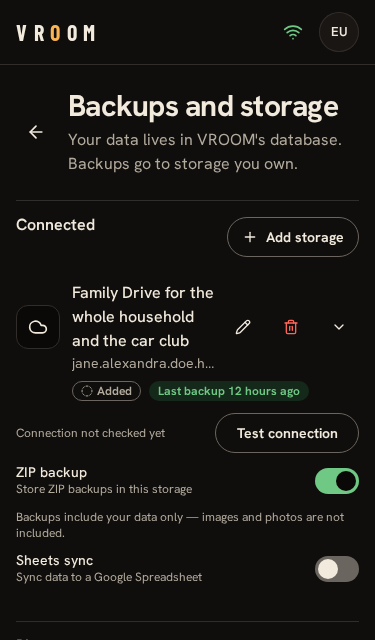 VROOM
EU
Backups and storage
Your data lives in VROOM's database.
Backups go to storage you own.
Connected
Add storage
Family Drive for the
whole household
and the car club
jane.alexandra.doe.h...
Added
Last backup 12 hours ago
Connection not checked yet
Test connection
ZIP backup
Store ZIP backups in this storage
Backups include your data only — images and photos are not
included.
Sheets sync
Sync data to a Google Spreadsheet